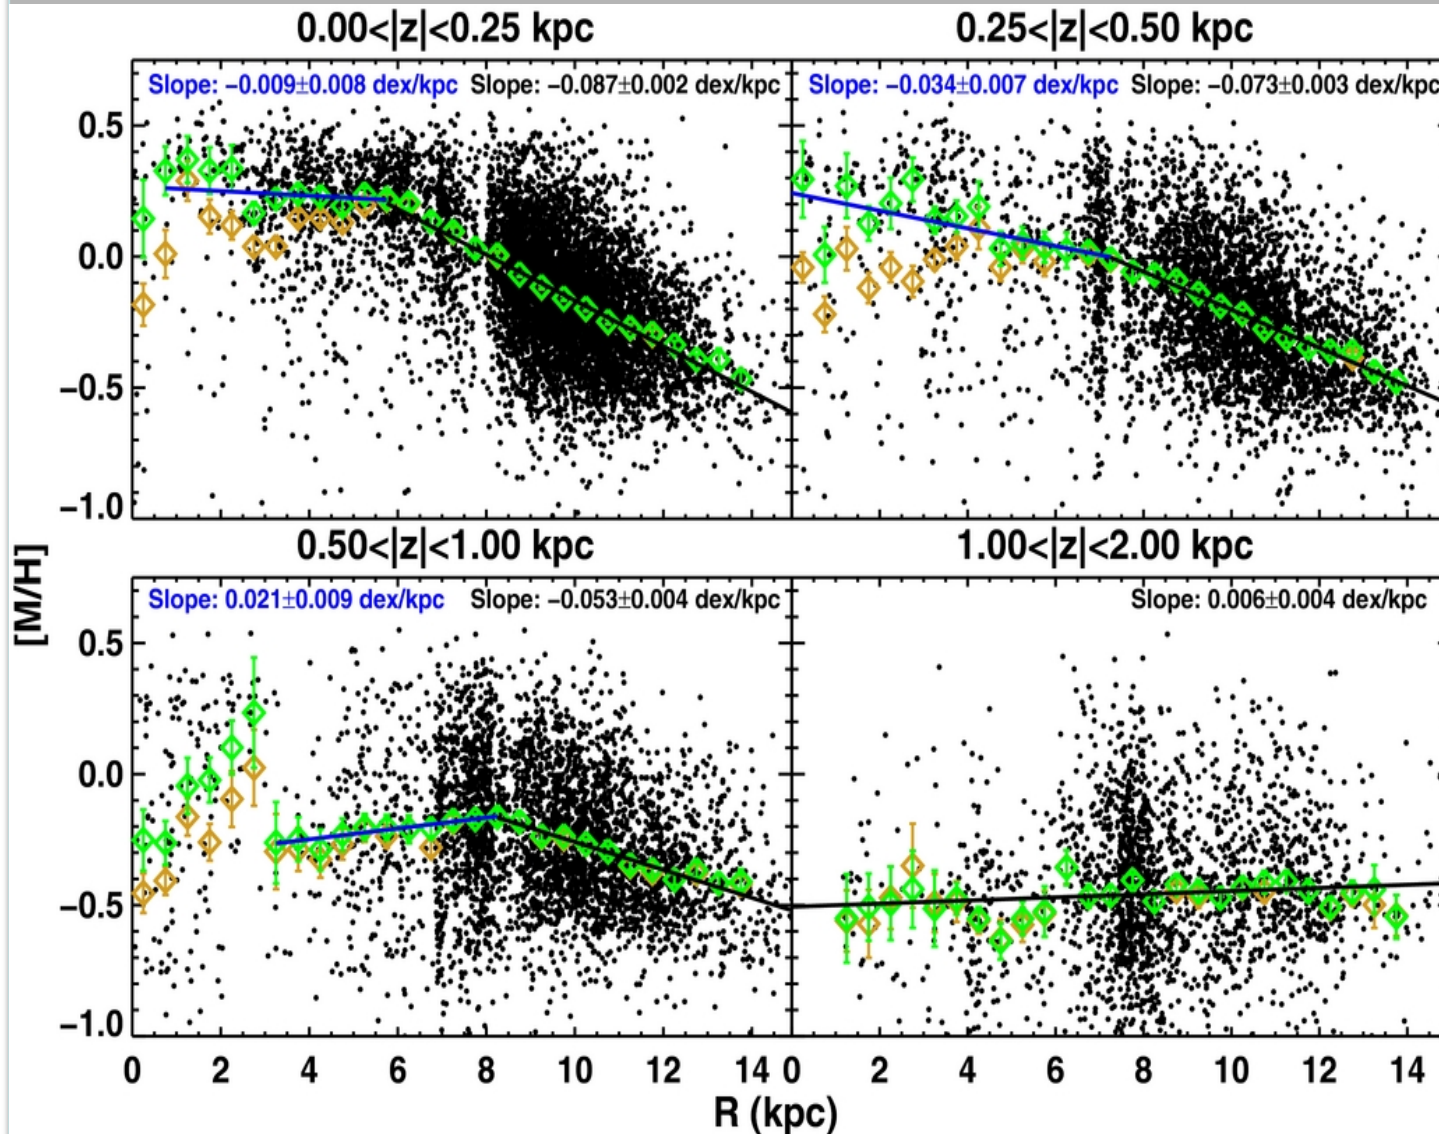 0.00<|z|<0.25 kpc
0.25<|z|<0.50 kpc
Slope: −0.009±0.008 dex/kpc
Slope: −0.087±0.002 dex/kpc
Slope: −0.034±0.007 dex/kpc
Slope: −0.073±0.003 dex/kpc
0.5
0.0
−0.5
−1.0
0.50<|z|<1.00 kpc
1.00<|z|<2.00 kpc
Slope: 0.021±0.009 dex/kpc
Slope: −0.053±0.004 dex/kpc
Slope: 0.006±0.004 dex/kpc
[M/H]
0.5
0.0
−0.5
−1.0
0 2 4 6 8 10 12 14 0 2 4 6 8 10 12 14
R (kpc)